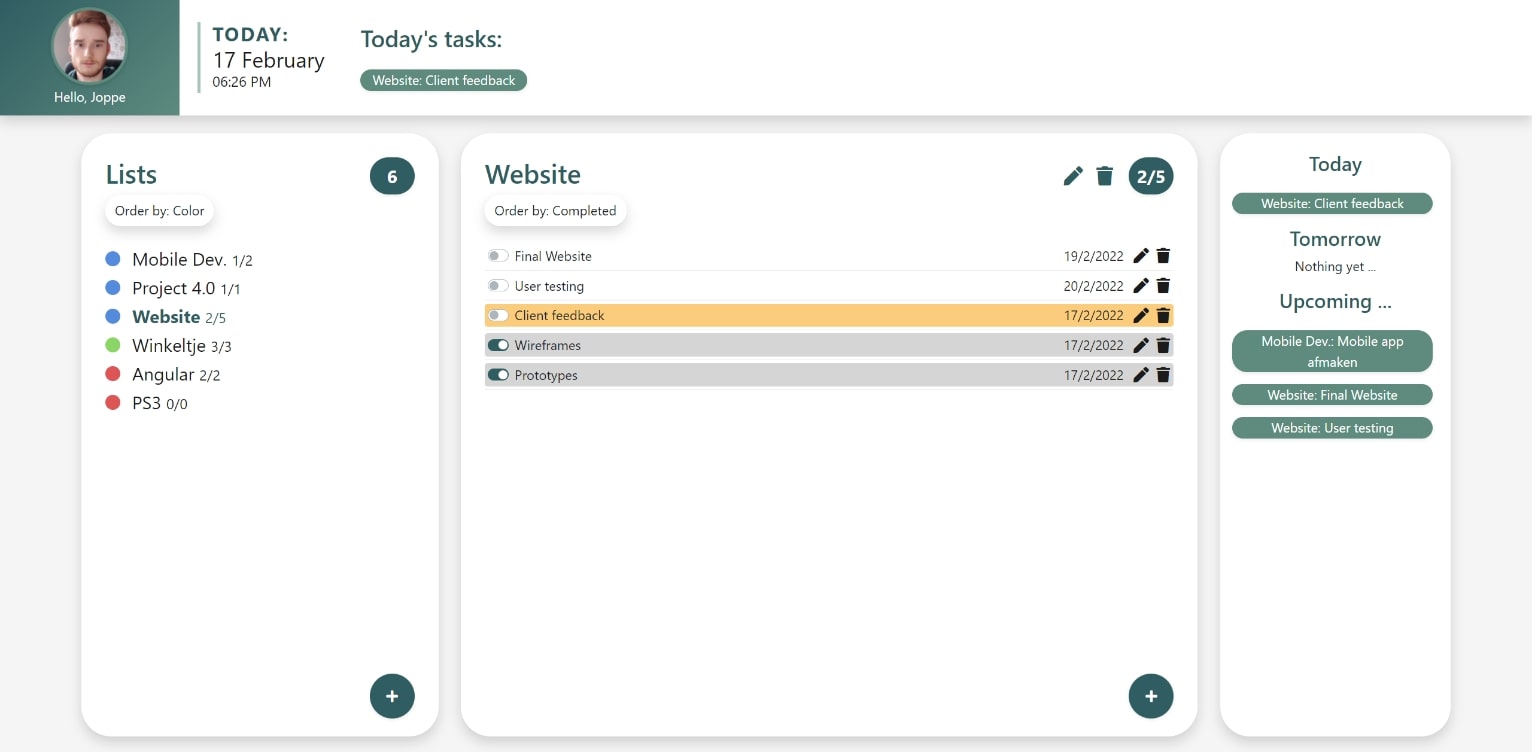 Hello, Joppe
TODAY:
17 February
06:26 PM
Today's tasks:
Website: Client feedback
Lists
6
Order by: Color
Mobile Dev. 1/2
Project 4.0 1/1
Website 2/5
Winkeltje 3/3
Angular 2/2
PS3 0/0
+
Website
2/5
Order by: Completed
Final Website 19/2/2022
User testing 20/2/2022
Client feedback 17/2/2022
Wireframes 17/2/2022
Prototypes 17/2/2022
+
Today
Website: Client feedback
Tomorrow
Nothing yet ...
Upcoming ...
Mobile Dev.: Mobile app
afmaken
Website: Final Website
Website: User testing